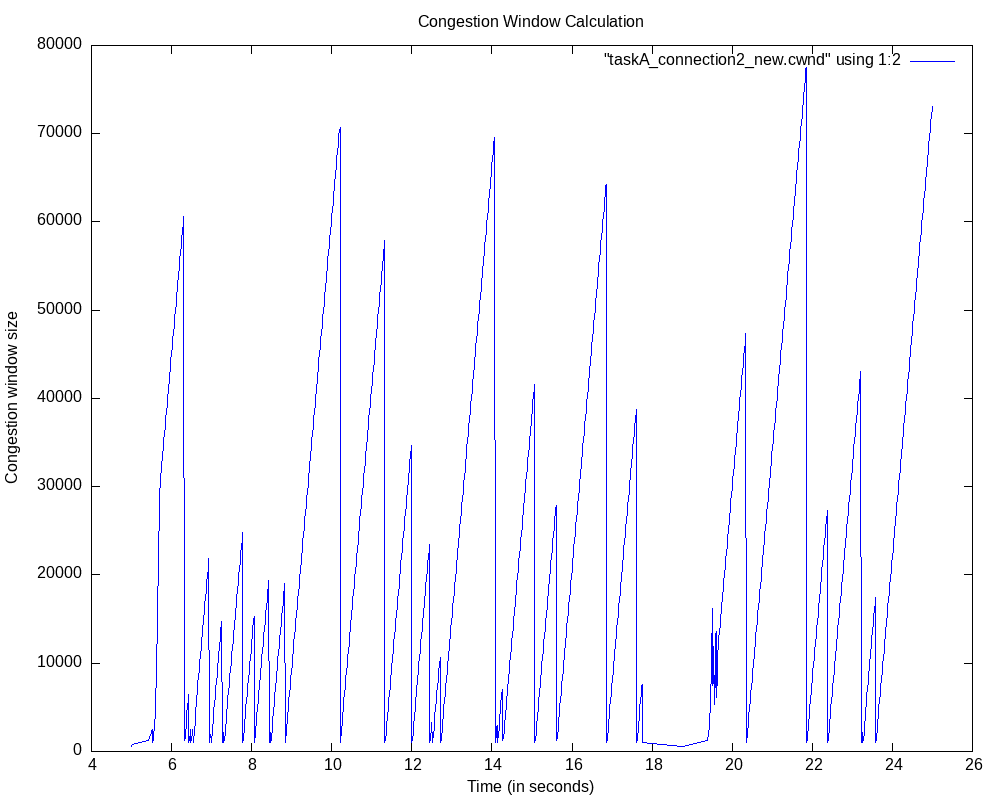 Congestion Window Calculation
"taskA_connection2_new.cwnd" using 1:2
80000
70000
60000
50000
40000
30000
20000
10000
0
Congestion window size
4 6 8 10 12 14 16 18 20 22 24 26
Time (in seconds)